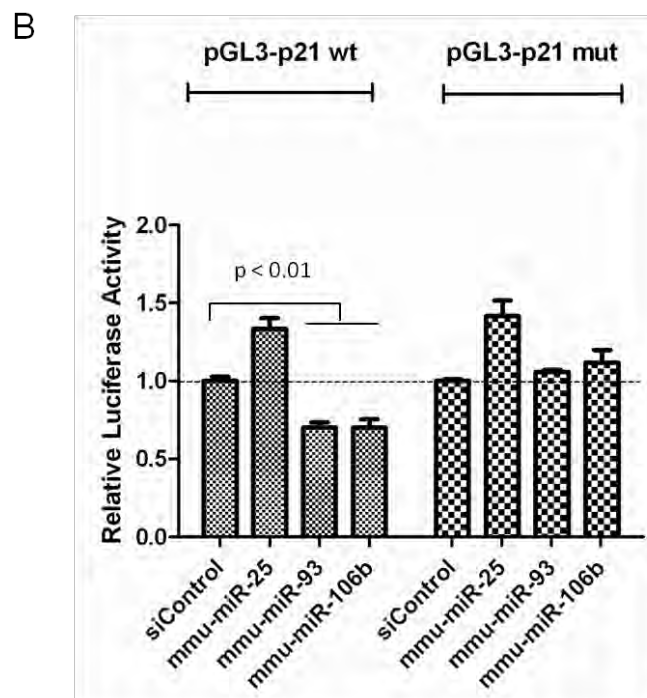 B
pGL3-p21 wt
pGL3-p21 mut
Relative Luciferase Activity
2.0
1.5
1.0
0.5
0.0
p < 0.01
siControl
mmu-miR-25
mmu-miR-93
mmu-miR-106b
siControl
mmu-miR-25
mmu-miR-93
mmu-miR-106b